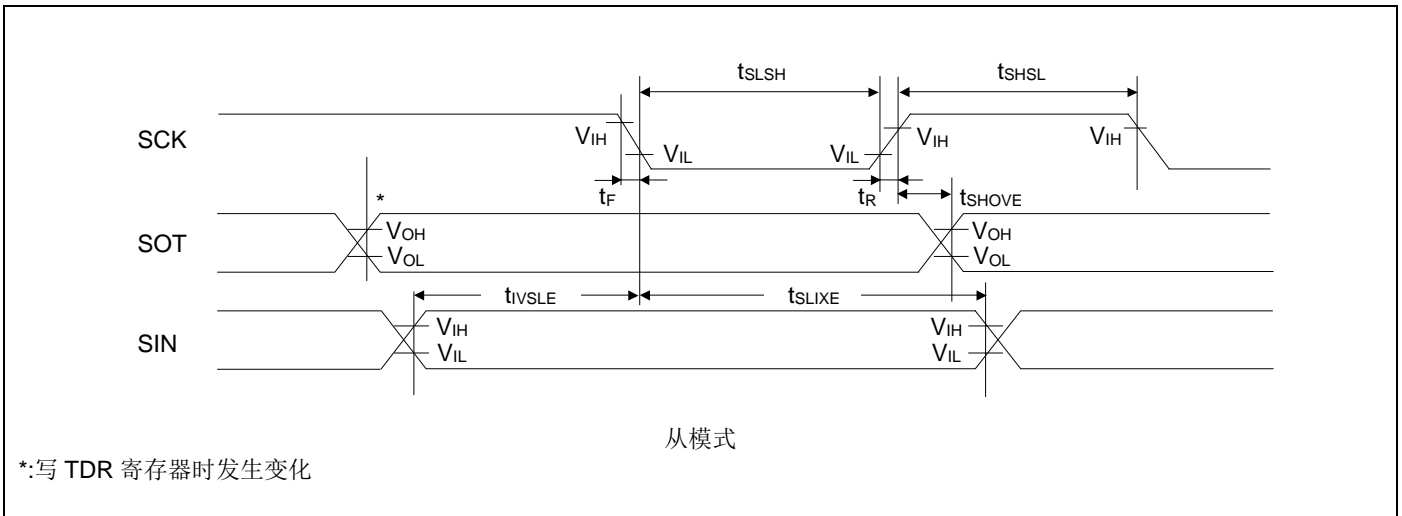 tSLSH tSHSL
SCK VIH VIL VIL VIH VIH
tF tR tSHOVE
*
SOT VOH VOH
VOL VOL
tIVSLE tSLIXE
SIN VIH VIH
VIL VIL
从模式
*:写 TDR 寄存器时发生变化